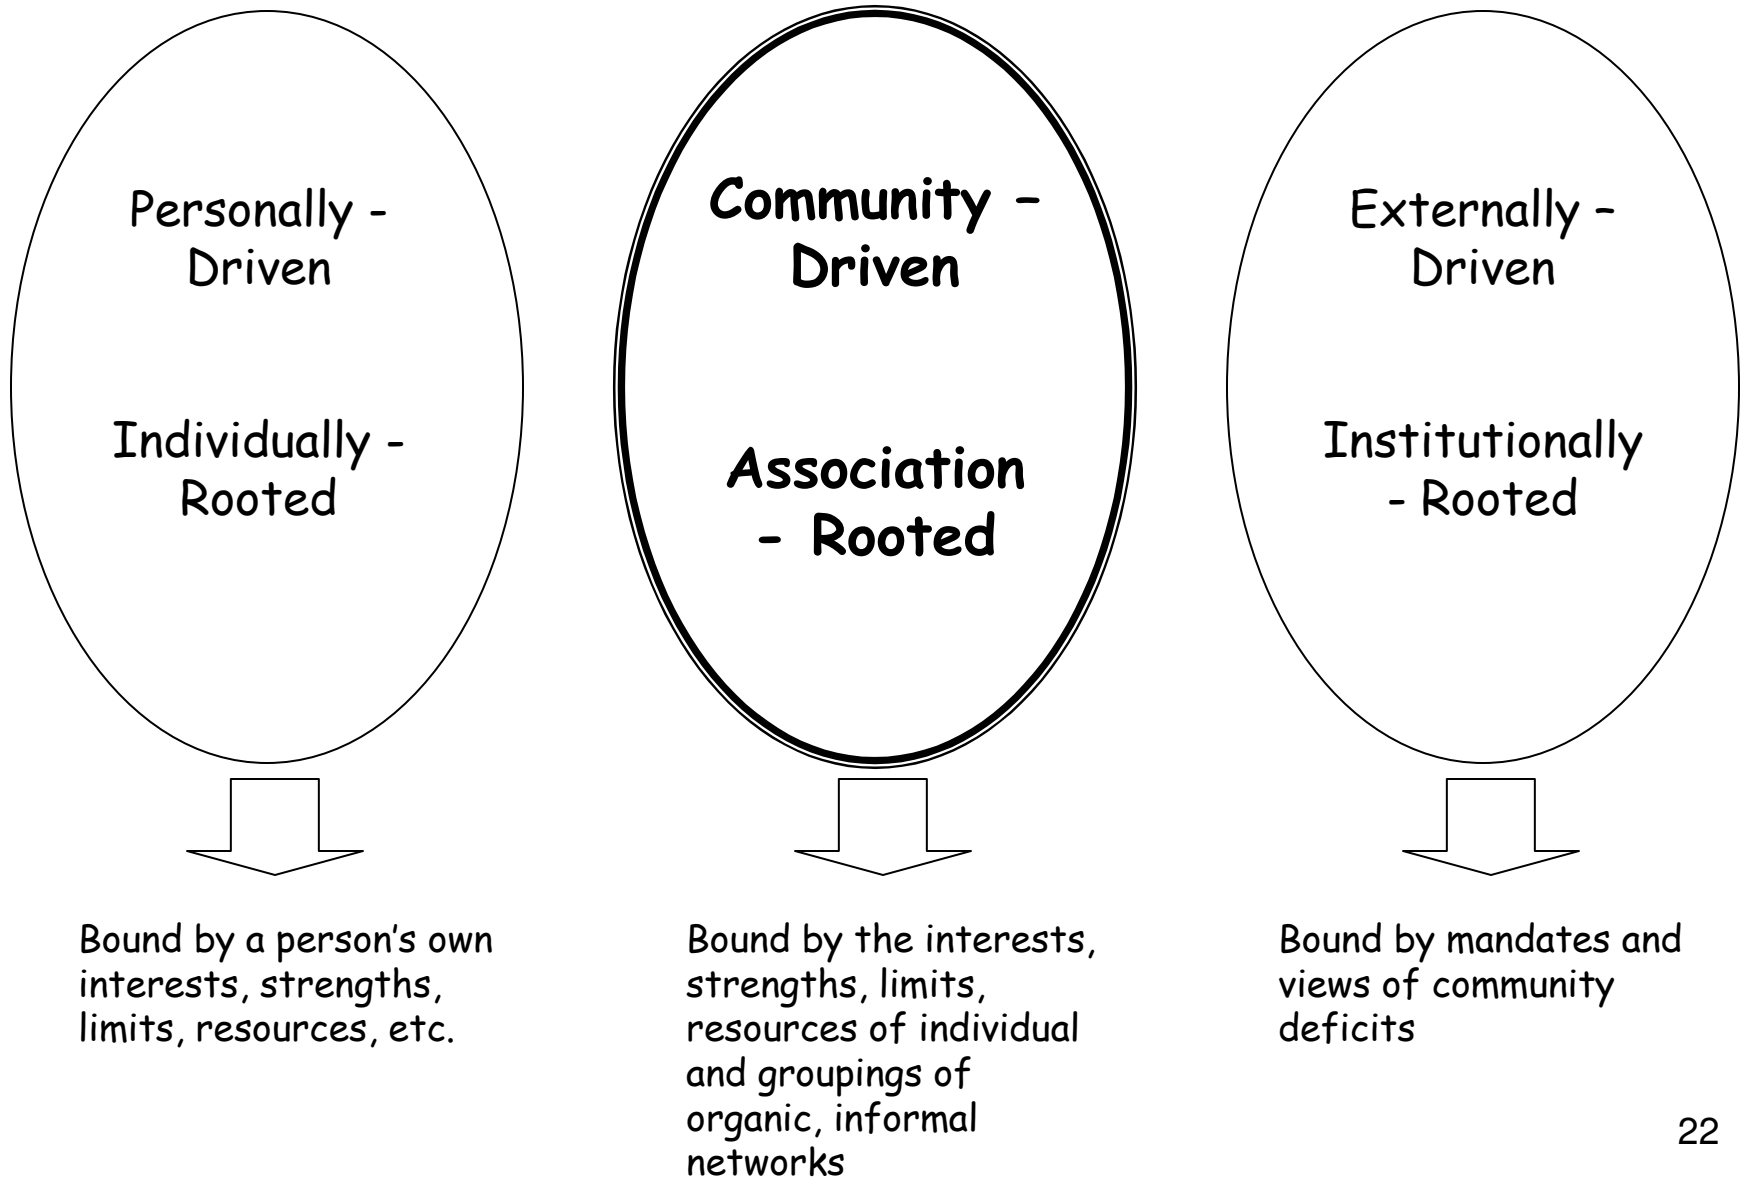 Personally -
Driven
Individually -
Rooted
Community –
Driven
Association
- Rooted
Externally –
Driven
Institutionally
- Rooted
Bound by a person’s own
interests, strengths,
limits, resources, etc.
Bound by the interests,
strengths, limits,
resources of individual
and groupings of
organic, informal
networks
Bound by mandates and
views of community
deficits
22